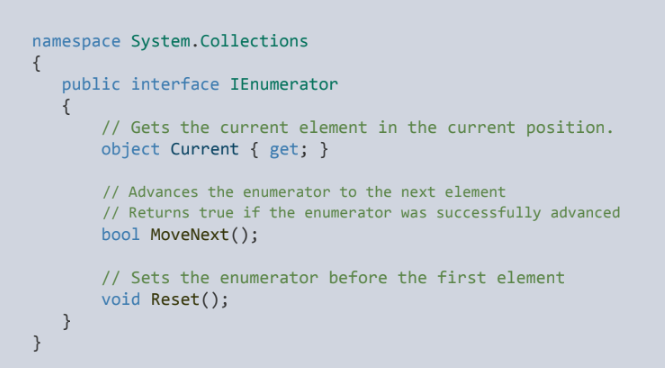 namespace System.Collections
{
public interface IEnumerator
{
// Gets the current element in the current position.
object Current { get; }
// Advances the enumerator to the next element
// Returns true if the enumerator was successfully advanced
bool MoveNext();
// Sets the enumerator before the first element
void Reset();
}
}